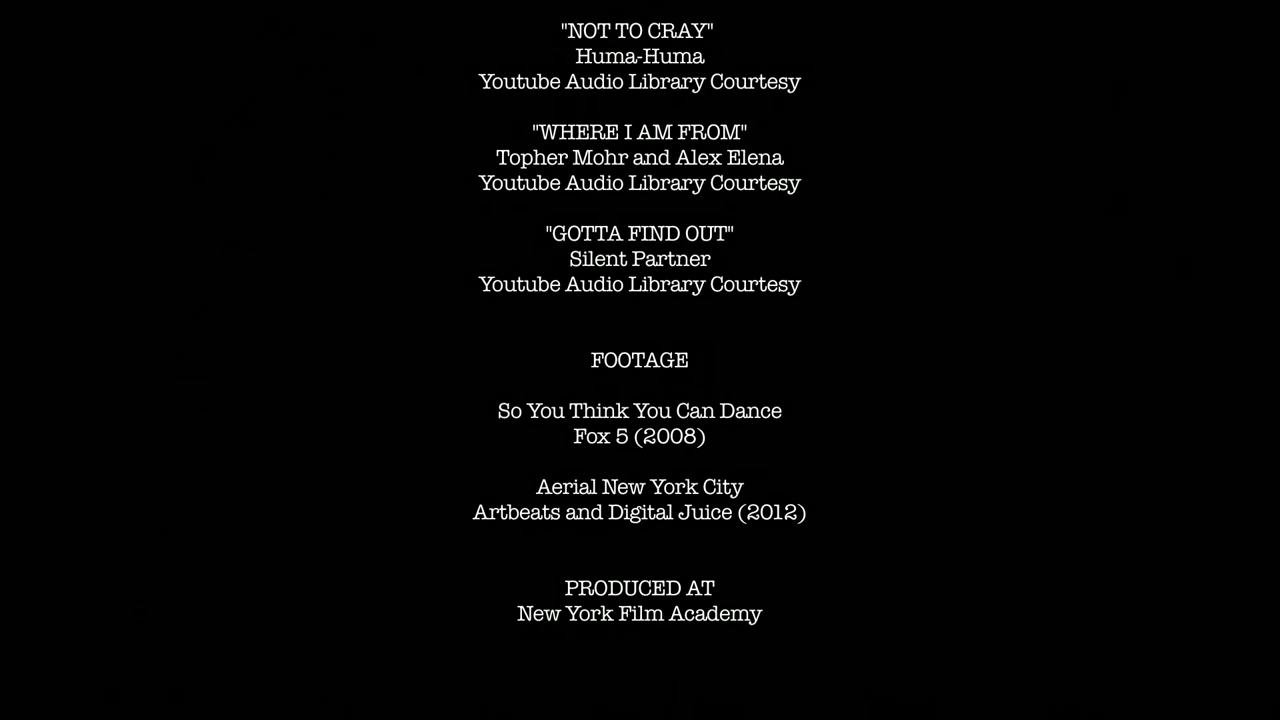 "NOT TO CRAY"
Huma-Huma
Youtube Audio Library Courtesy
"WHERE I AM FROM"
Topher Mohr and Alex Elena
Youtube Audio Library Courtesy
"GOTTA FIND OUT"
Silent Partner
Youtube Audio Library Courtesy
FOOTAGE
So You Think You Can Dance
Fox 5 (2008)
Aerial New York City
Artbeats and Digital Juice (2012)
PRODUCED AT
New York Film Academy